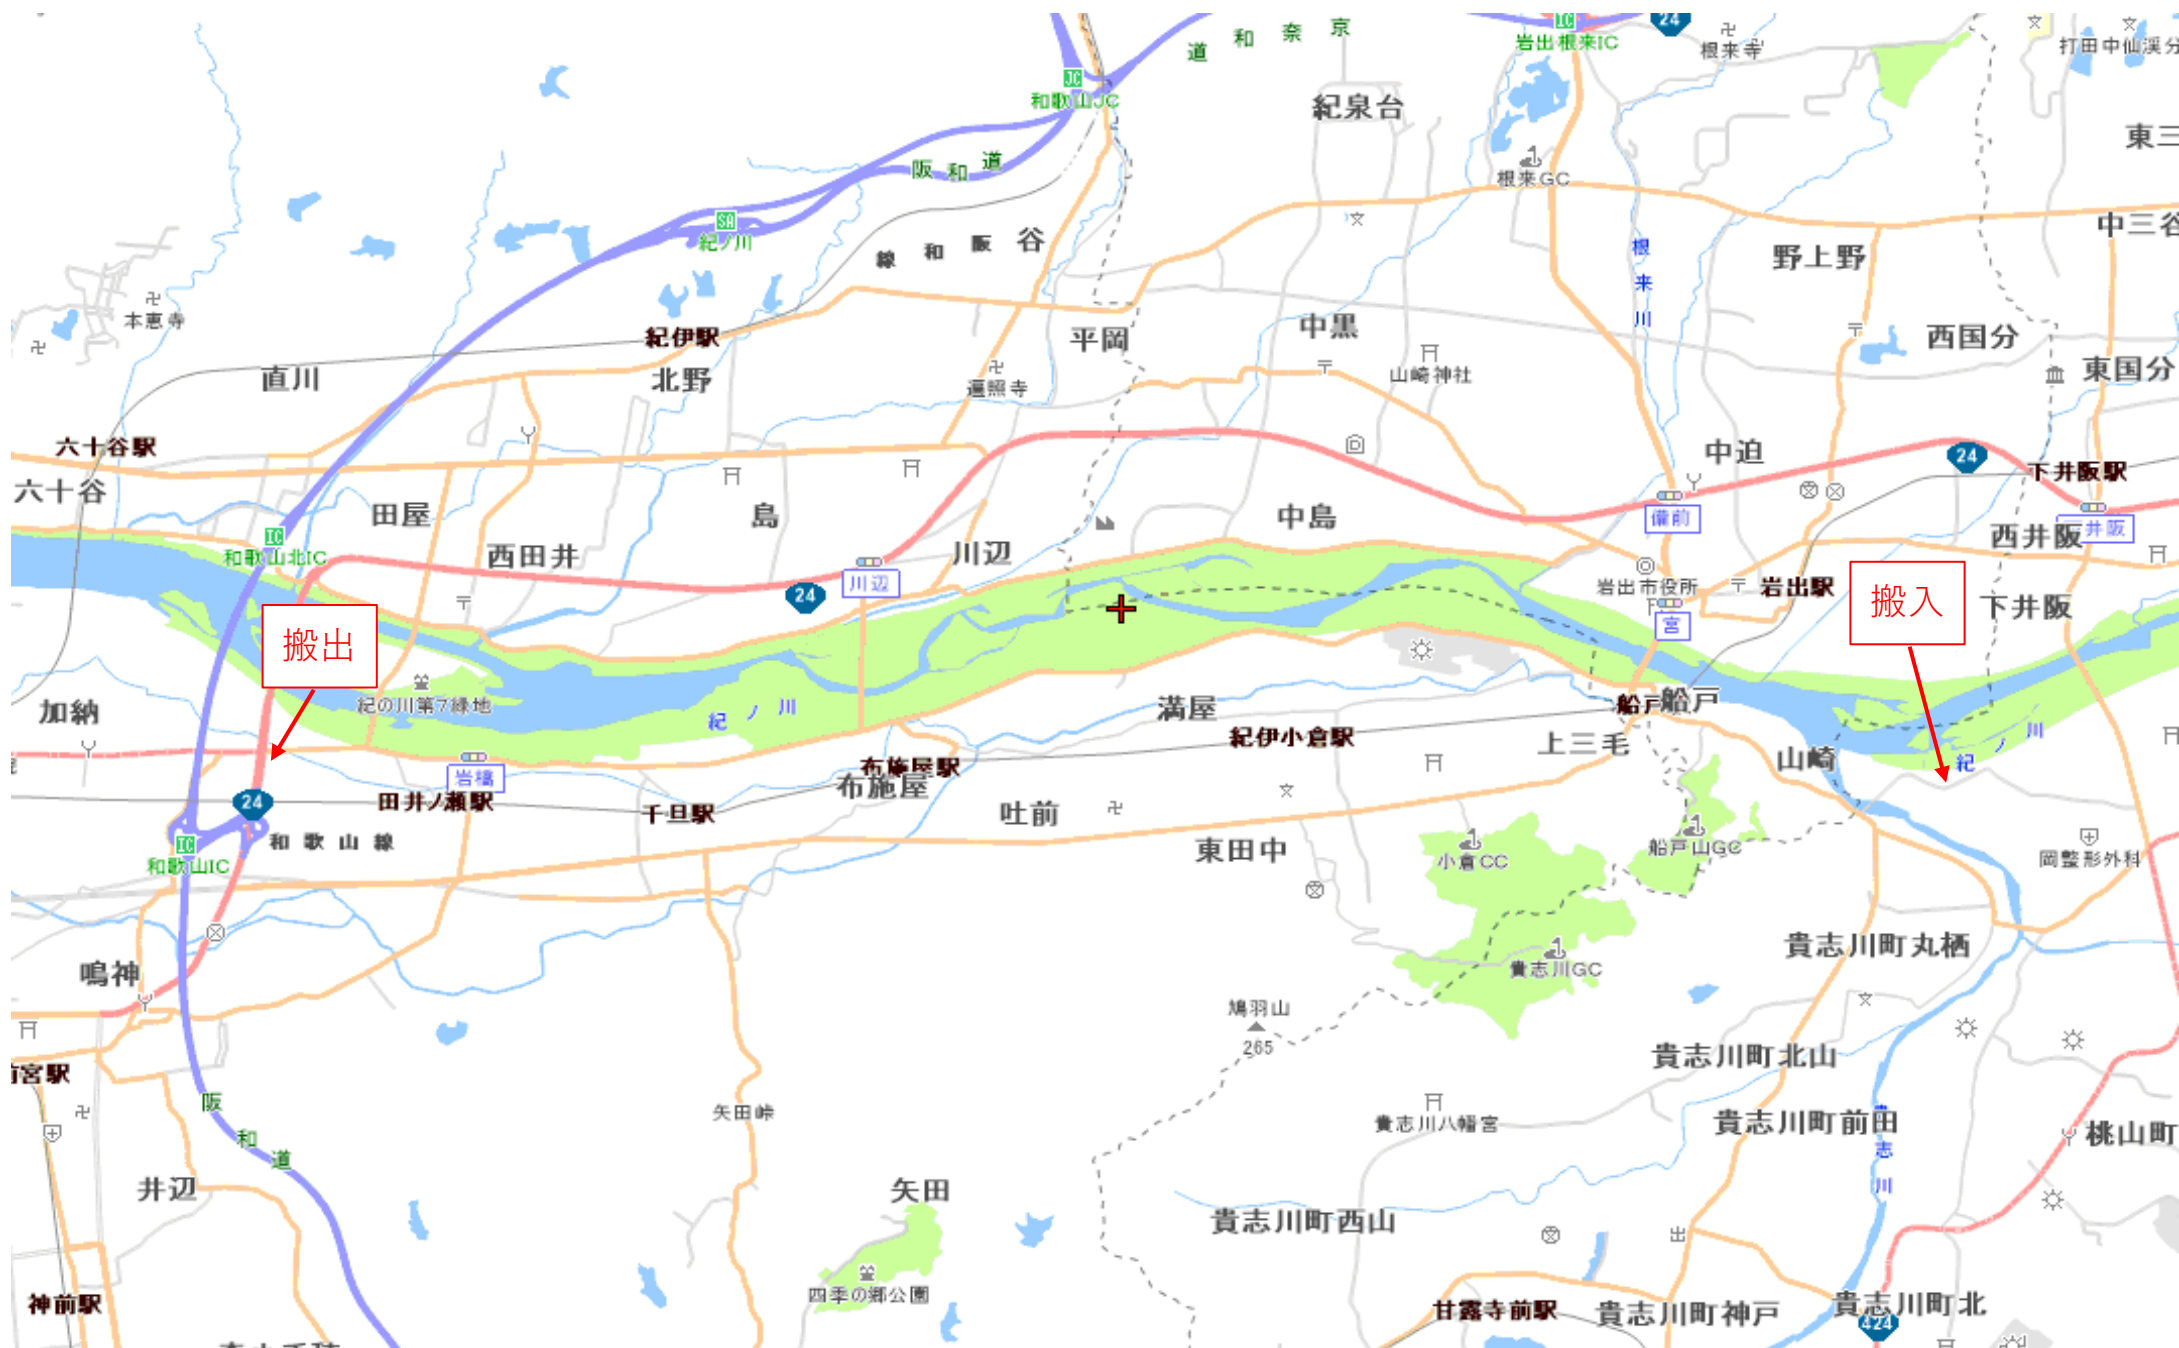 京奈和道
24
岩出根来IC
根来寺
打田中仙渓分
和歌山JC
紀泉台
東三
阪和道
根来GC
紀ノ川
SA
阪和線
谷
根来川
野上野
中三谷
本恵寺
紀伊駅
平岡
中黒
西国分
直川
北野
遍照寺
山崎神社
東国分
六十谷駅
中迫
24
下井阪駅
六十谷
田屋
島
中島
備前
西井阪
井阪
和歌山北IC
西田井
川辺
川辺
24
岩出市役所
岩出駅
搬入
下井阪
搬出
宮
加納
紀の川第7緑地
紀ノ川
満屋
船戸
船戸
紀伊小倉駅
上三毛
山崎
紀ノ川
岩橋
布施屋駅
布施屋
24
田井ノ瀬駅
千旦駅
吐前
和歌山線
IC
和歌山IC
東田中
小倉CC
船戸山GC
岡整形外科
鳴神
貴志川町丸栖
貴志川GC
鳩羽山
265
貴志川町北山
前宮駅
阪和道
矢田峠
貴志川八幡宮
貴志川町前田
桃山町
貴志川
井辺
矢田
貴志川町西山
四季の郷公園
神前駅
甘露寺前駅
貴志川町神戸
貴志川町北
424